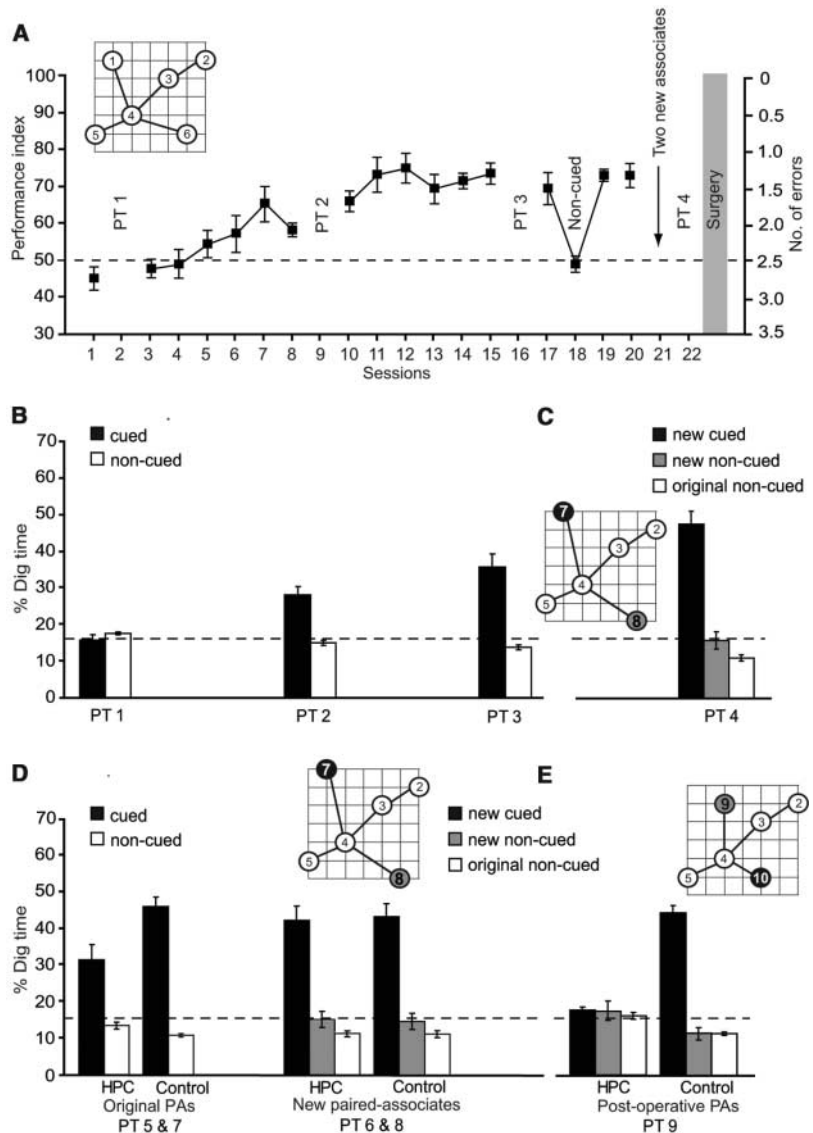 A
1
2
3
4
5
6
Performance index
100
90
80
70
60
50
40
30
PT 1
PT 2
PT 3
Non-cued
Two new associates
PT 4
Surgery
0
0.5
1.0
1.5
2.0
2.5
3.0
3.5
No. of errors
1 2 3 4 5 6 7 8 9 10 11 12 13 14 15 16 17 18 19 20 21 22
Sessions
B
cued
non-cued
% Dig time
70
60
50
40
30
20
10
0
PT 1 PT 2 PT 3
C
new cued
new non-cued
original non-cued
7
2
3
4
5
8
PT 4
D
cued
non-cued
% Dig time
70
60
50
40
30
20
10
0
7
2
3
4
5
8
new cued
new non-cued
original non-cued
HPC Control
Original PAs
PT 5 & 7
HPC Control
New paired-associates
PT 6 & 8
E
9
2
3
4
5
10
HPC Control
Post-operative PAs
PT 9